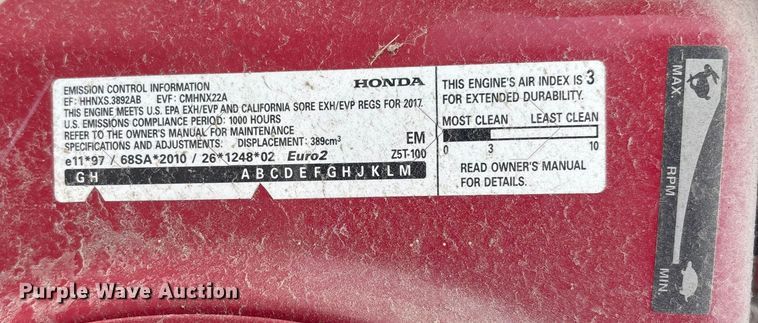 EMISSION CONTROL INFORMATION
HONDA
EF: HHNXS.3892AB EVF: CMHNX22A
THIS ENGINE MEETS U.S. EPA EXH/EVP AND CALIFORNIA SORE EXH/EVP REGS FOR 2017.
U.S. EMISSIONS COMPLIANCE PERIOD: 1000 HOURS
REFER TO THE OWNER'S MANUAL FOR MAINTENANCE
SPECIFICATIONS AND ADJUSTMENTS. DISPLACEMENT: 389cm³
EM
e11*97 / 68SA*2010 / 26*1248*02 Euro2
Z5T-100
GH ABCDEFGHJKLM
THIS ENGINE'S AIR INDEX IS 3
FOR EXTENDED DURABILITY.
MOST CLEAN LEAST CLEAN
0 3 10
READ OWNER'S MANUAL
FOR DETAILS.
MAX.
RPM
MIN.
Purple Wave Auction